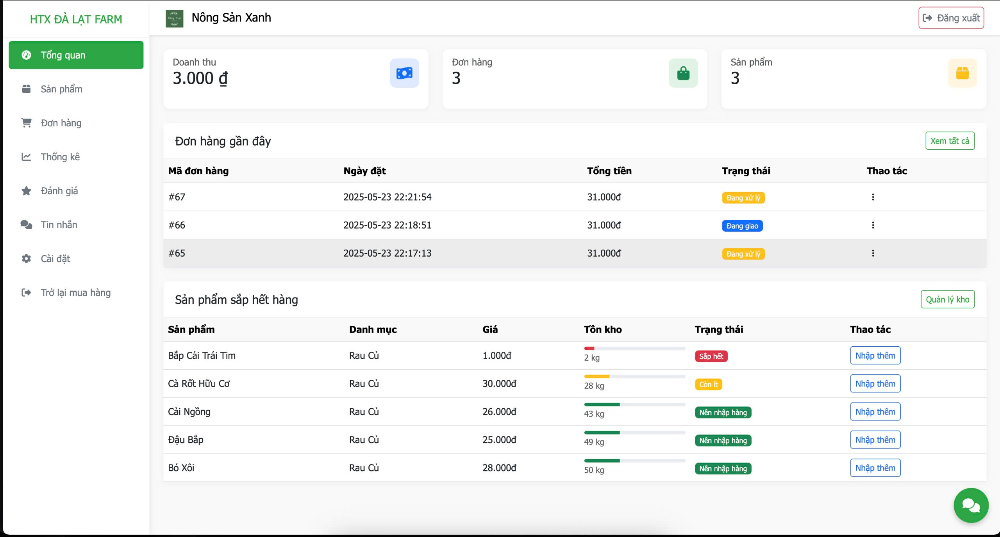 HTX ĐÀ LẠT FARM
Tổng quan
Sản phẩm
Đơn hàng
Thống kê
Đánh giá
Tin nhắn
Cài đặt
Trở lại mua hàng
Nông Sản Xanh
Đăng xuất
Doanh thu
3.000 ₫
Đơn hàng
3
Sản phẩm
3
Đơn hàng gần đây
Xem tất cả
Mã đơn hàng Ngày đặt Tổng tiền Trạng thái Thao tác
#67 2025-05-23 22:21:54 31.000đ Đang xử lý
#66 2025-05-23 22:18:51 31.000đ Đang giao
#65 2025-05-23 22:17:13 31.000đ Đang xử lý
Sản phẩm sắp hết hàng
Quản lý kho
Sản phẩm Danh mục Giá Tồn kho Trạng thái Thao tác
Bắp Cải Trái Tim Rau Củ 1.000đ 2 kg Sắp hết Nhập thêm
Cà Rốt Hữu Cơ Rau Củ 30.000đ 28 kg Còn ít Nhập thêm
Cải Ngồng Rau Củ 26.000đ 43 kg Nên nhập hàng Nhập thêm
Đậu Bắp Rau Củ 25.000đ 49 kg Nên nhập hàng Nhập thêm
Bó Xôi Rau Củ 28.000đ 50 kg Nên nhập hàng Nhập thêm